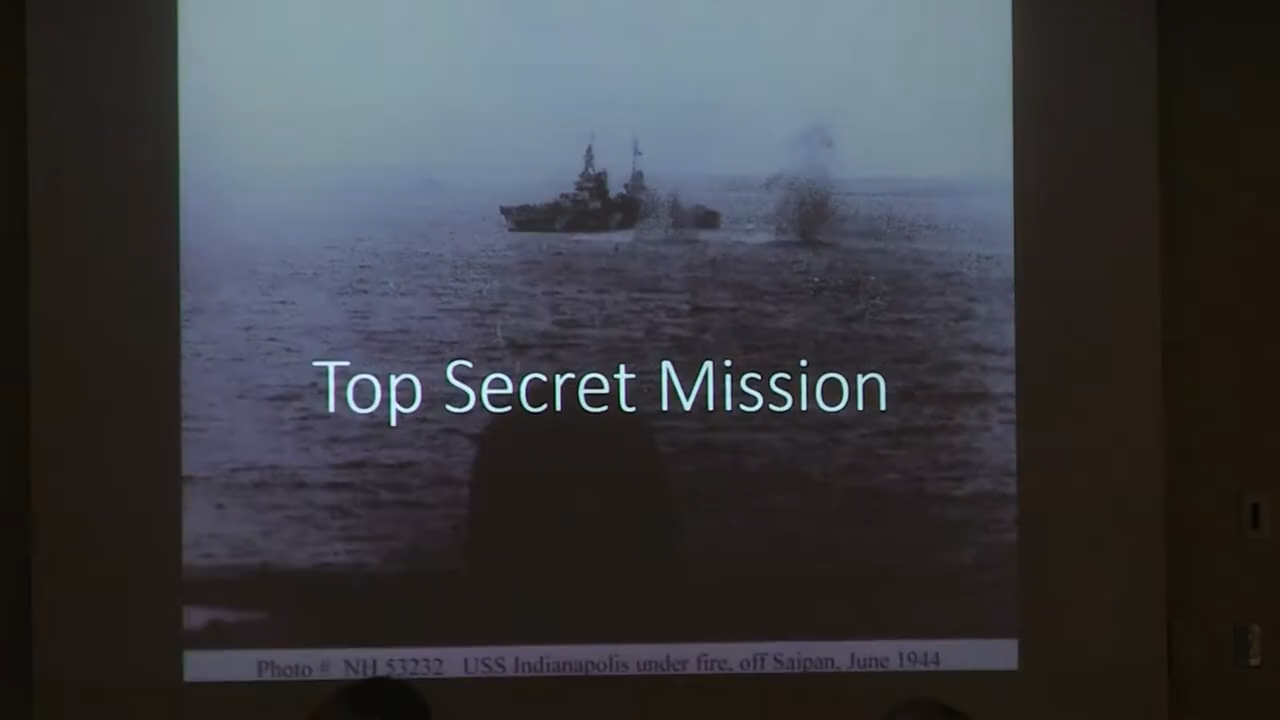 Top Secret Mission
Photo # NH 53232 USS Indianapolis under fire, off Saipan, June 1944